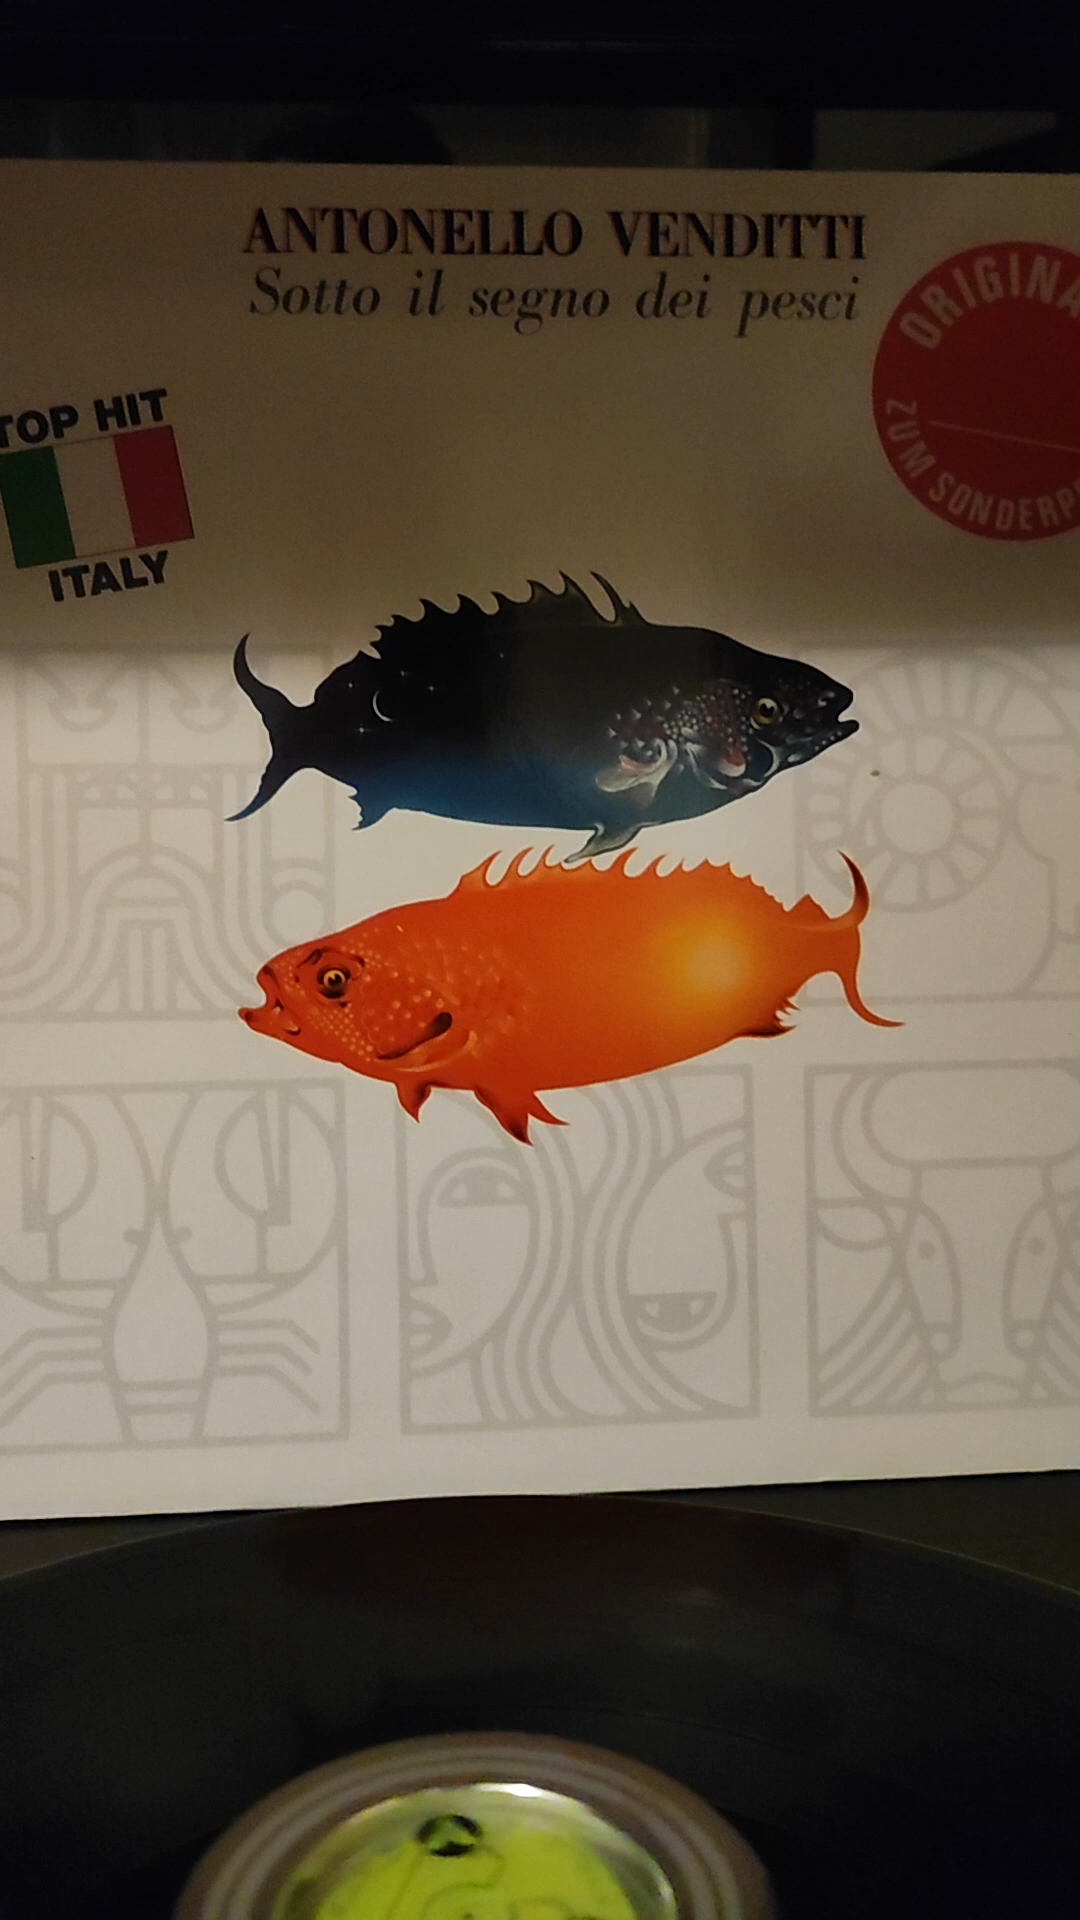 ANTONELLO VENDITTI
Sotto il segno dei pesci
TOP HIT
ITALY
ORIGINA
ZUM SONDERP